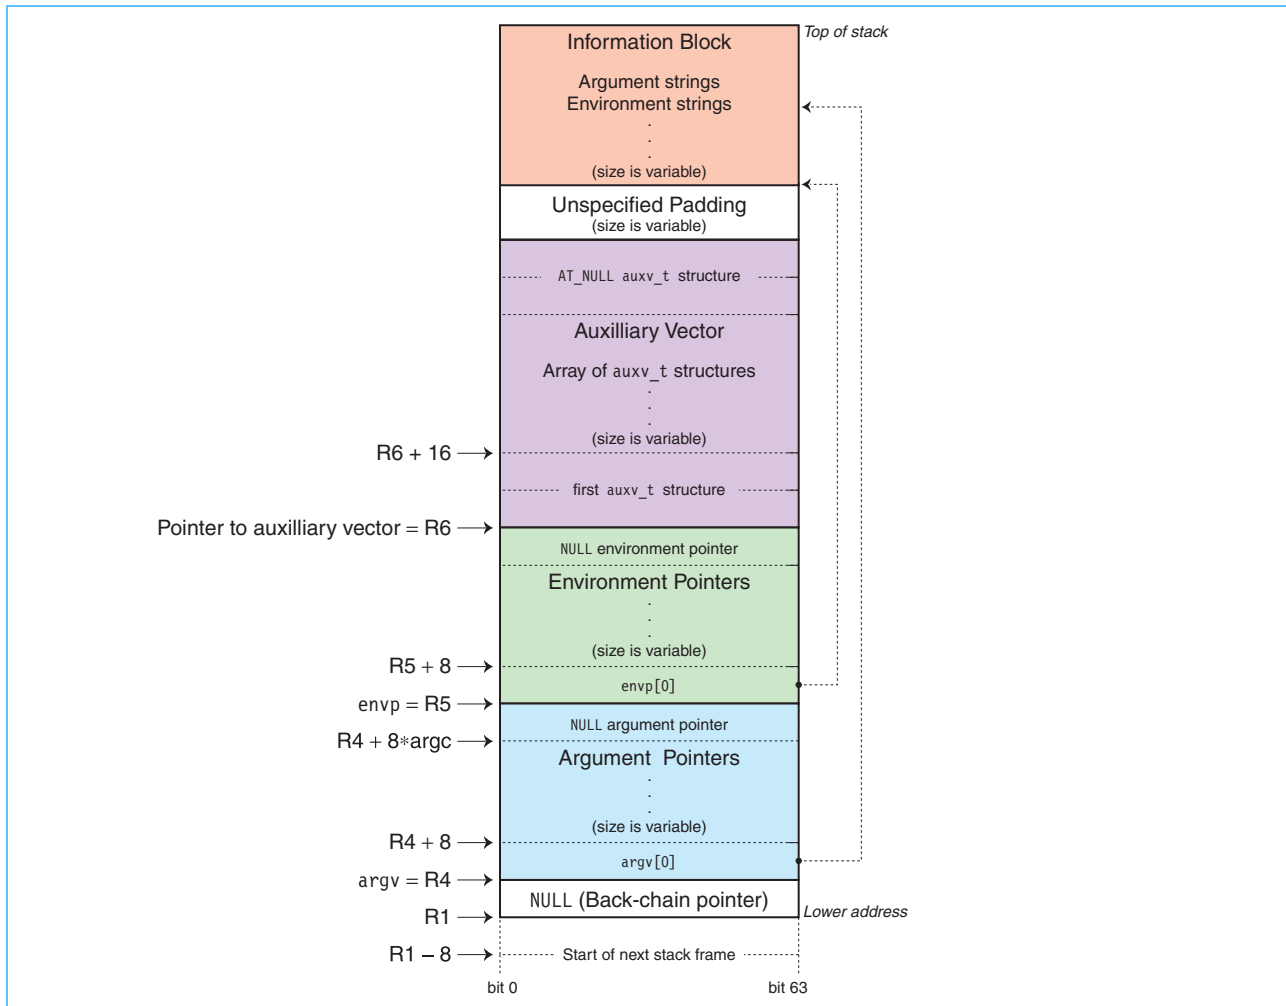 Top of stack
Information Block
Argument strings
Environment strings
.
.
.
(size is variable)
Unspecified Padding
(size is variable)
AT_NULL auxv_t structure
Auxilliary Vector
Array of auxv_t structures
.
.
.
(size is variable)
R6 + 16
first auxv_t structure
Pointer to auxilliary vector = R6
NULL environment pointer
Environment Pointers
.
.
.
(size is variable)
R5 + 8
envp[0]
envp = R5
NULL argument pointer
R4 + 8*argc
Argument Pointers
.
.
.
(size is variable)
R4 + 8
argv[0]
argv = R4
NULL (Back-chain pointer)
Lower address
R1
R1 – 8
Start of next stack frame
bit 0
bit 63